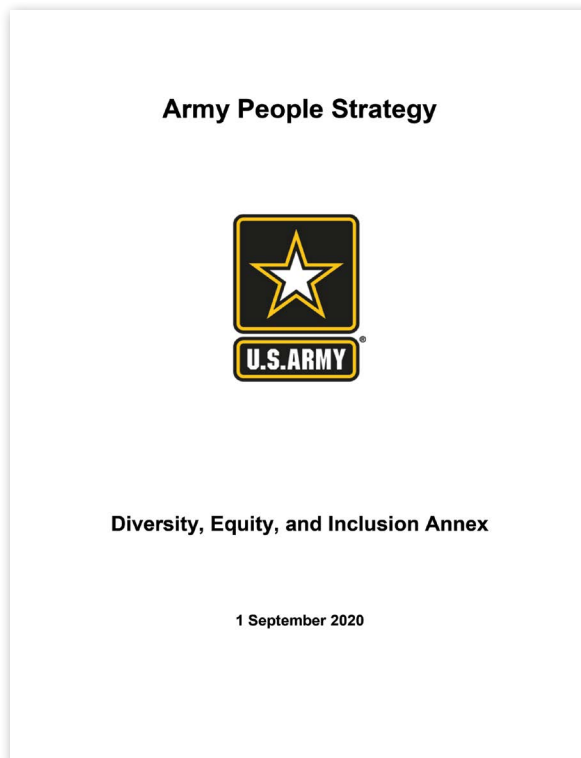 Army People Strategy
U.S.ARMY
®
Diversity, Equity, and Inclusion Annex
1 September 2020